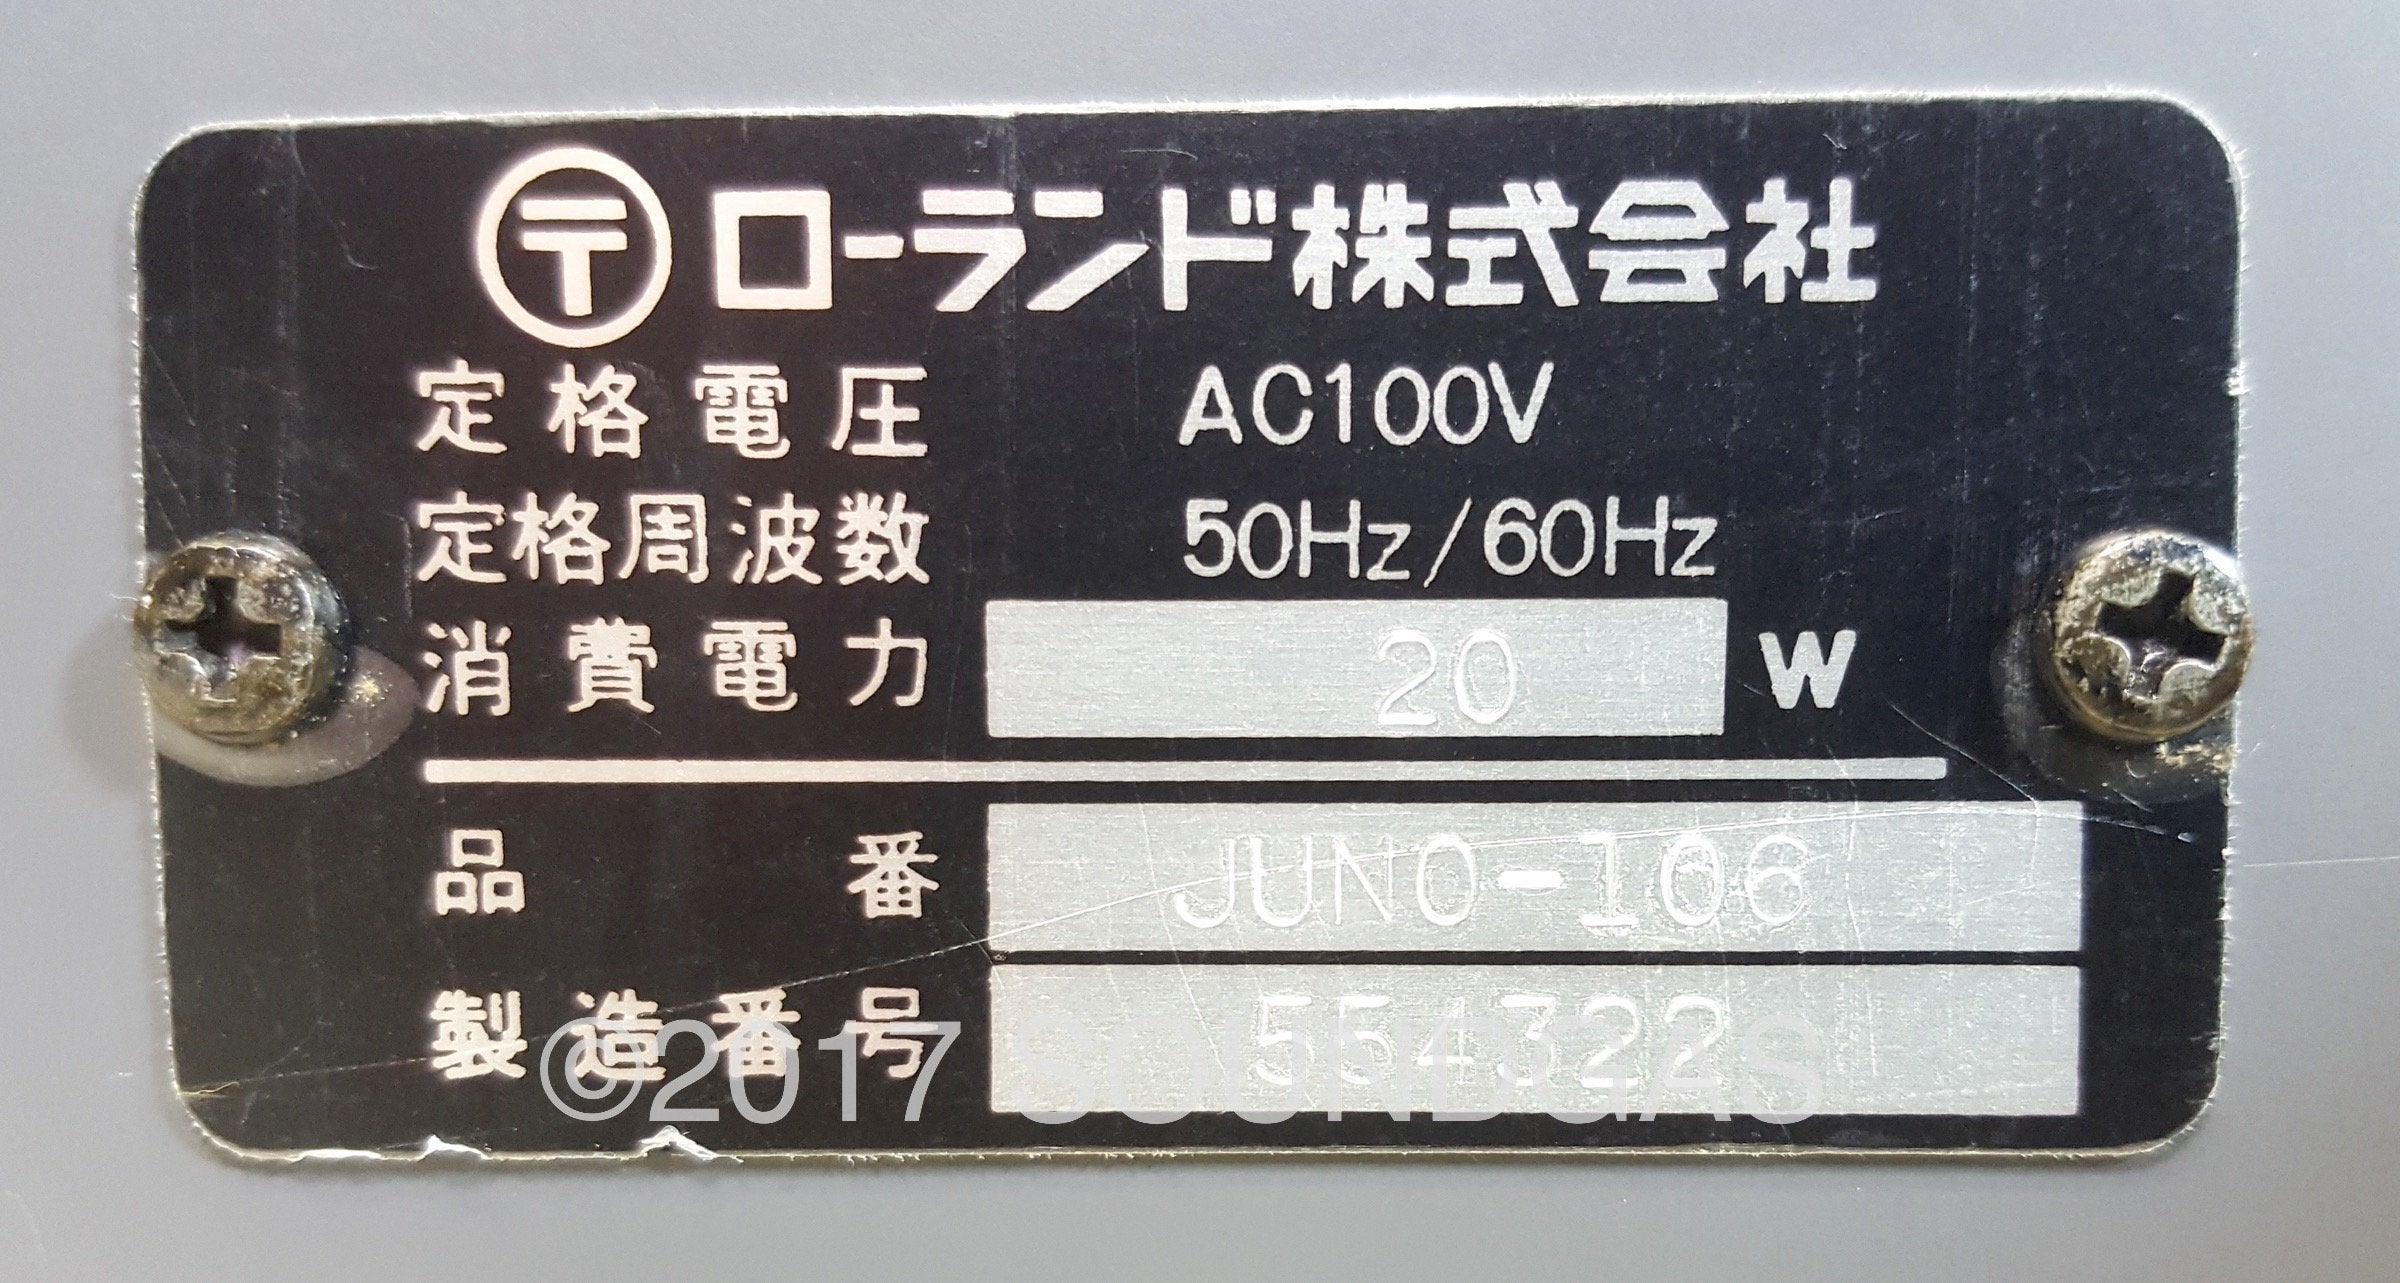 〶 ローランド株式会社
定格電圧 AC100V
定格周波数 50Hz/60Hz
消費電力 20 W
品番 JUNO-106
製造番号 554322
©2017 SOUNDGAS